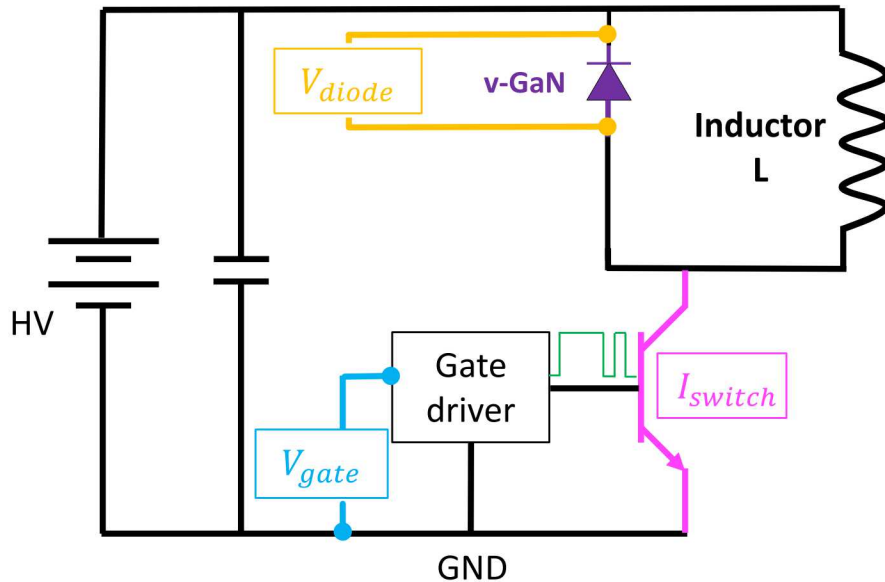 V_diode
v-GaN
Inductor
L
HV
Gate
driver
I_switch
V_gate
GND